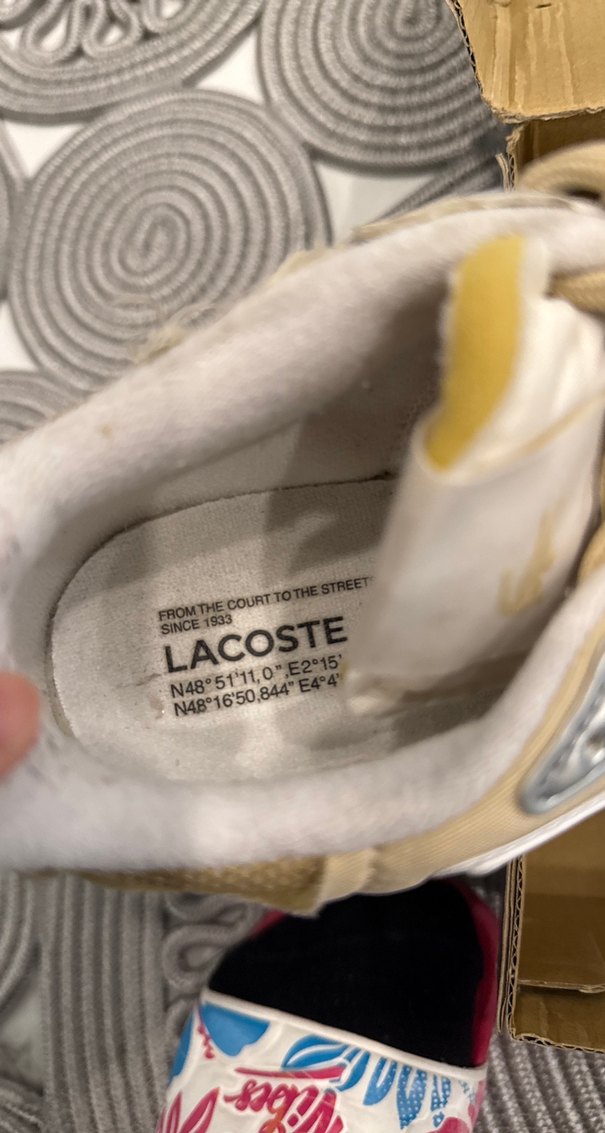 FROM THE COURT TO THE STREET
SINCE 1933
LACOSTE
N48°51'11,0",E2°15'
N48°16'50,844" E4°4'
Vibes